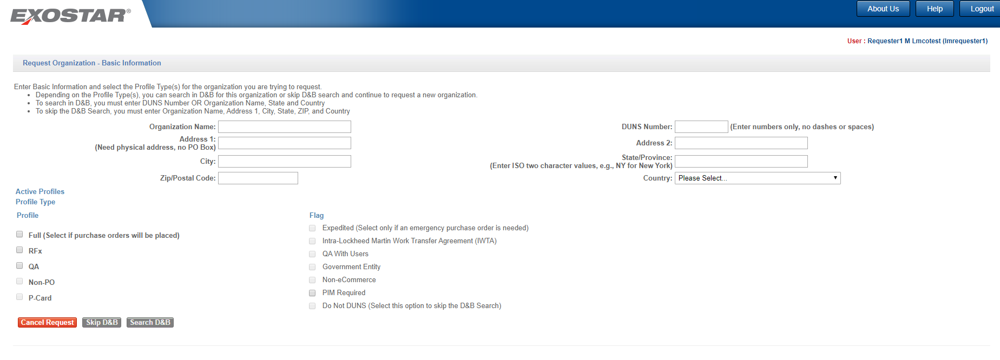 EXOSTAR®
About Us
Help
Logout
User : Requester1 M Lmcotest (lmrequester1)
Request Organization - Basic Information
Enter Basic Information and select the Profile Type(s) for the organization you are trying to request.
• Depending on the Profile Type(s), you can search in D&B for this organization or skip D&B search and continue to request a new organization.
• To search in D&B, you must enter DUNS Number OR Organization Name, State and Country
• To skip the D&B Search, you must enter Organization Name, Address 1, City, State, ZIP, and Country
Organization Name:
DUNS Number: (Enter numbers only, no dashes or spaces)
Address 1:
(Need physical address, no PO Box)
Address 2:
City:
State/Province:
(Enter ISO two character values, e.g., NY for New York)
Zip/Postal Code:
Country: Please Select...
Active Profiles
Profile Type
Profile
Flag
Full (Select if purchase orders will be placed)
RFx
QA
Non-PO
P-Card
Expedited (Select only if an emergency purchase order is needed)
Intra-Lockheed Martin Work Transfer Agreement (IWTA)
QA With Users
Government Entity
Non-eCommerce
PIM Required
Do Not DUNS (Select this option to skip the D&B Search)
Cancel Request
Skip D&B
Search D&B